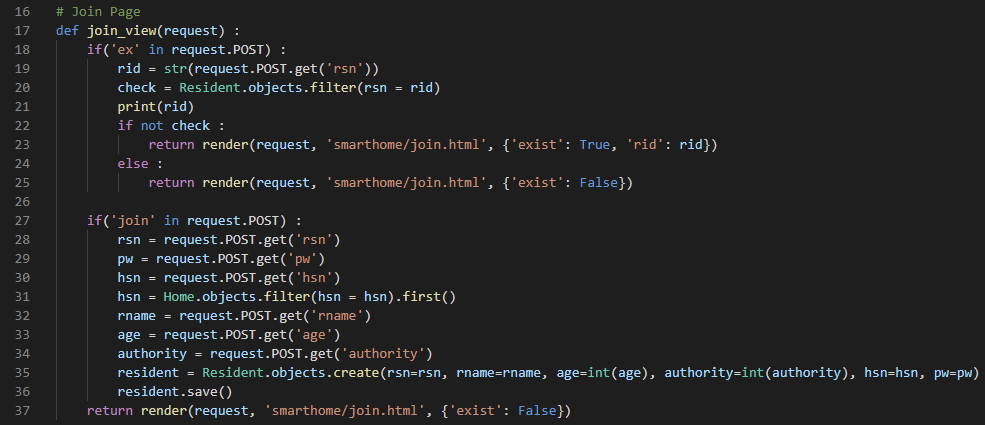 16 # Join Page
17 def join_view(request) :
18     if('ex' in request.POST) :
19         rid = str(request.POST.get('rsn'))
20         check = Resident.objects.filter(rsn = rid)
21         print(rid)
22         if not check :
23             return render(request, 'smarthome/join.html', {'exist': True, 'rid': rid})
24         else :
25             return render(request, 'smarthome/join.html', {'exist': False})
26
27     if('join' in request.POST) :
28         rsn = request.POST.get('rsn')
29         pw = request.POST.get('pw')
30         hsn = request.POST.get('hsn')
31         hsn = Home.objects.filter(hsn = hsn).first()
32         rname = request.POST.get('rname')
33         age = request.POST.get('age')
34         authority = request.POST.get('authority')
35         resident = Resident.objects.create(rsn=rsn, rname=rname, age=int(age), authority=int(authority), hsn=hsn, pw=pw)
36         resident.save()
37     return render(request, 'smarthome/join.html', {'exist': False})